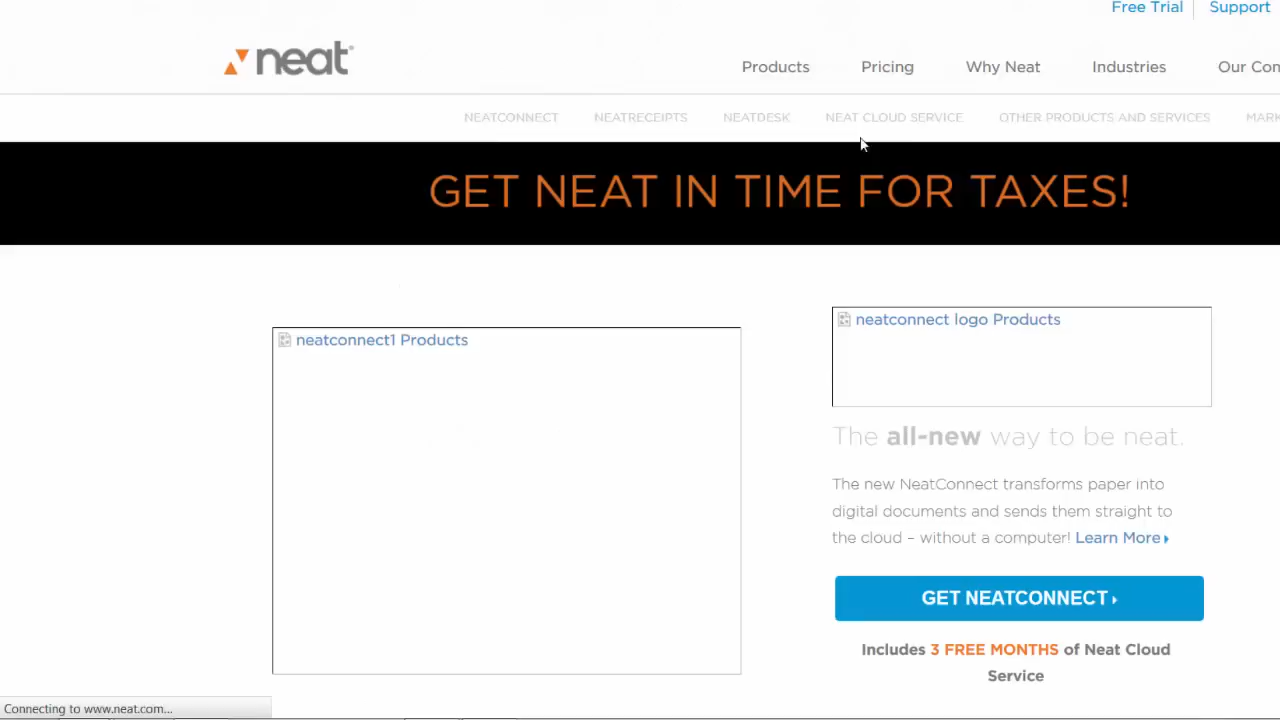 Free Trial
Support
neat
Products
Pricing
Why Neat
Industries
Our Con
NEATCONNECT
NEATRECEIPTS
NEATDESK
NEAT CLOUD SERVICE
OTHER PRODUCTS AND SERVICES
MARK
GET NEAT IN TIME FOR TAXES!
neatconnect1 Products
neatconnect logo Products
The all-new way to be neat.
The new NeatConnect transforms paper into
digital documents and sends them straight to
the cloud – without a computer! Learn More
GET NEATCONNECT
Includes 3 FREE MONTHS of Neat Cloud
Service
Connecting to www.neat.com...